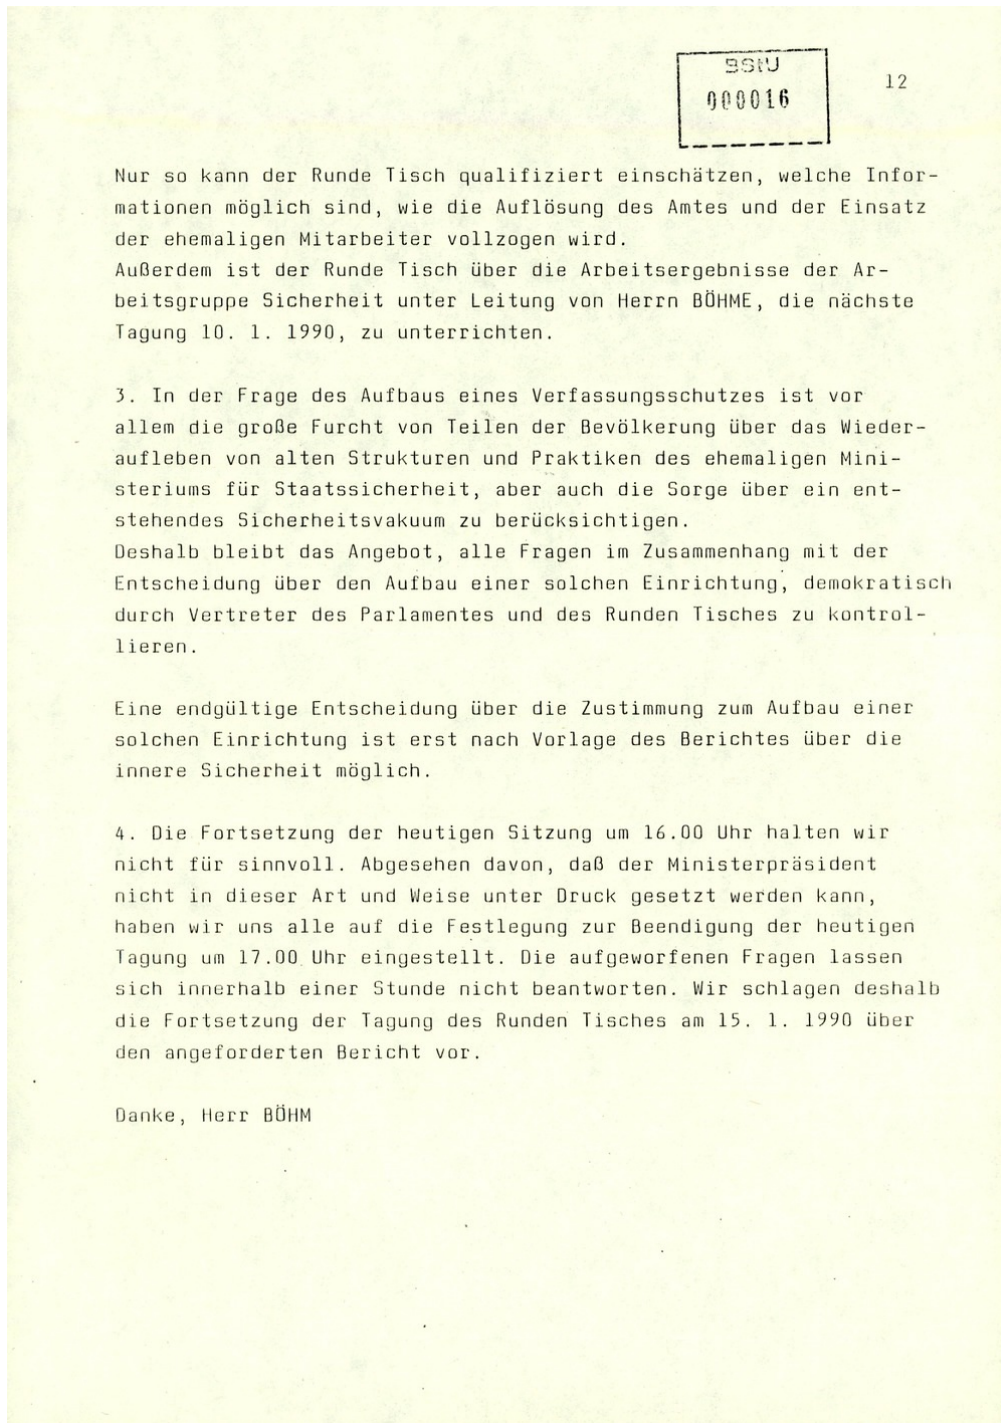 BStU
000016
12
Nur so kann der Runde Tisch qualifiziert einschätzen, welche Infor-
mationen möglich sind, wie die Auflösung des Amtes und der Einsatz
der ehemaligen Mitarbeiter vollzogen wird.
Außerdem ist der Runde Tisch über die Arbeitsergebnisse der Ar-
beitsgruppe Sicherheit unter Leitung von Herrn BÖHME, die nächste
Tagung 10. 1. 1990, zu unterrichten.
3. In der Frage des Aufbaus eines Verfassungsschutzes ist vor
allem die große Furcht von Teilen der Bevölkerung über das Wieder-
aufleben von alten Strukturen und Praktiken des ehemaligen Mini-
steriums für Staatssicherheit, aber auch die Sorge über ein ent-
stehendes Sicherheitsvakuum zu berücksichtigen.
Deshalb bleibt das Angebot, alle Fragen im Zusammenhang mit der
Entscheidung über den Aufbau einer solchen Einrichtung, demokratisch
durch Vertreter des Parlamentes und des Runden Tisches zu kontrol-
lieren.
Eine endgültige Entscheidung über die Zustimmung zum Aufbau einer
solchen Einrichtung ist erst nach Vorlage des Berichtes über die
innere Sicherheit möglich.
4. Die Fortsetzung der heutigen Sitzung um 16.00 Uhr halten wir
nicht für sinnvoll. Abgesehen davon, daß der Ministerpräsident
nicht in dieser Art und Weise unter Druck gesetzt werden kann,
haben wir uns alle auf die Festlegung zur Beendigung der heutigen
Tagung um 17.00 Uhr eingestellt. Die aufgeworfenen Fragen lassen
sich innerhalb einer Stunde nicht beantworten. Wir schlagen deshalb
die Fortsetzung der Tagung des Runden Tisches am 15. 1. 1990 über
den angeforderten Bericht vor.
Danke, Herr BÖHM